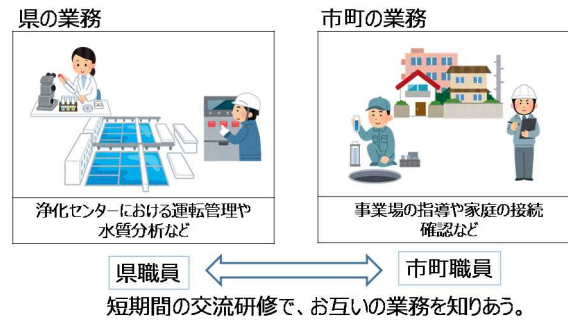 県の業務
浄化センターにおける運転管理や
水質分析など
市町の業務
事業場の指導や家庭の接続
確認など
県職員
市町職員
短期間の交流研修で、お互いの業務を知りあう。